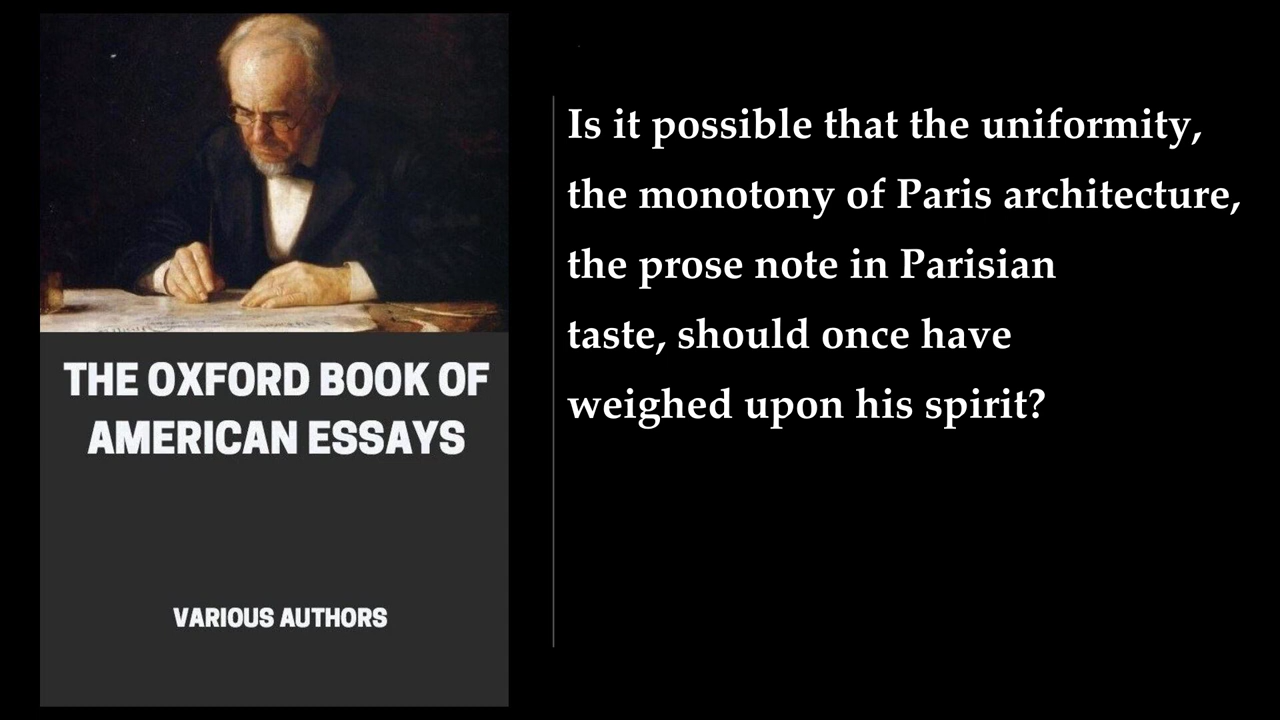 THE OXFORD BOOK OF
AMERICAN ESSAYS
VARIOUS AUTHORS
Is it possible that the uniformity,
the monotony of Paris architecture,
the prose note in Parisian
taste, should once have
weighed upon his spirit?